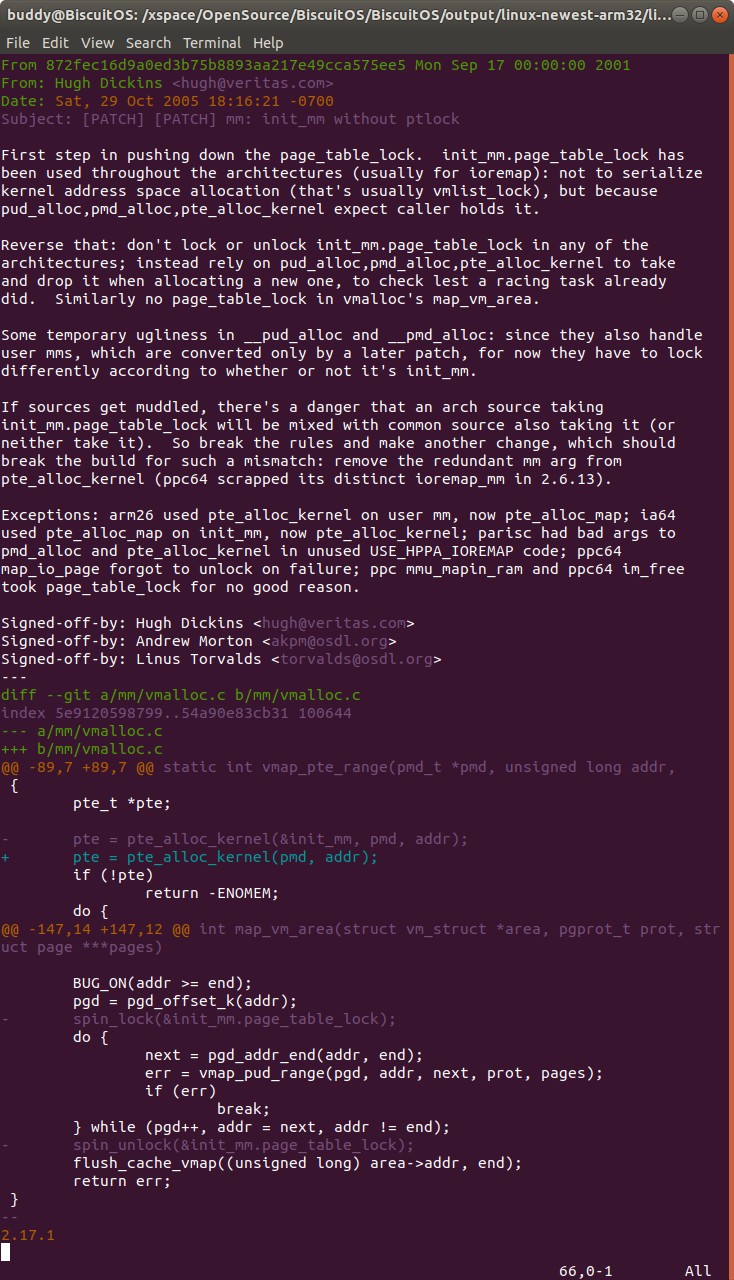 buddy@BiscuitOS: /xspace/OpenSource/BiscuitOS/BiscuitOS/output/linux-newest-arm32/li...
File Edit View Search Terminal Help
From 872fec16d9a0ed3b75b8893aa217e49cca575ee5 Mon Sep 17 00:00:00 2001
From: Hugh Dickins <hugh@veritas.com>
Date: Sat, 29 Oct 2005 18:16:21 -0700
Subject: [PATCH] [PATCH] mm: init_mm without ptlock

First step in pushing down the page_table_lock.  init_mm.page_table_lock has
been used throughout the architectures (usually for ioremap): not to serialize
kernel address space allocation (that's usually vmlist_lock), but because
pud_alloc,pmd_alloc,pte_alloc_kernel expect caller holds it.

Reverse that: don't lock or unlock init_mm.page_table_lock in any of the
architectures; instead rely on pud_alloc,pmd_alloc,pte_alloc_kernel to take
and drop it when allocating a new one, to check lest a racing task already
did.  Similarly no page_table_lock in vmalloc's map_vm_area.

Some temporary ugliness in __pud_alloc and __pmd_alloc: since they also handle
user mms, which are converted only by a later patch, for now they have to lock
differently according to whether or not it's init_mm.

If sources get muddled, there's a danger that an arch source taking
init_mm.page_table_lock will be mixed with common source also taking it (or
neither take it).  So break the rules and make another change, which should
break the build for such a mismatch: remove the redundant mm arg from
pte_alloc_kernel (ppc64 scrapped its distinct ioremap_mm in 2.6.13).

Exceptions: arm26 used pte_alloc_kernel on user mm, now pte_alloc_map; ia64
used pte_alloc_map on init_mm, now pte_alloc_kernel; parisc had bad args to
pmd_alloc and pte_alloc_kernel in unused USE_HPPA_IOREMAP code; ppc64
map_io_page forgot to unlock on failure; ppc mmu_mapin_ram and ppc64 im_free
took page_table_lock for no good reason.

Signed-off-by: Hugh Dickins <hugh@veritas.com>
Signed-off-by: Andrew Morton <akpm@osdl.org>
Signed-off-by: Linus Torvalds <torvalds@osdl.org>
---
diff --git a/mm/vmalloc.c b/mm/vmalloc.c
index 5e9120598799..54a90e83cb31 100644
--- a/mm/vmalloc.c
+++ b/mm/vmalloc.c
@@ -89,7 +89,7 @@ static int vmap_pte_range(pmd_t *pmd, unsigned long addr,
 {
        pte_t *pte;

-       pte = pte_alloc_kernel(&init_mm, pmd, addr);
+       pte = pte_alloc_kernel(pmd, addr);
        if (!pte)
                return -ENOMEM;
        do {
@@ -147,14 +147,12 @@ int map_vm_area(struct vm_struct *area, pgprot_t prot, str
uct page ***pages)

        BUG_ON(addr >= end);
        pgd = pgd_offset_k(addr);
-       spin_lock(&init_mm.page_table_lock);
        do {
                next = pgd_addr_end(addr, end);
                err = vmap_pud_range(pgd, addr, next, prot, pages);
                if (err)
                        break;
        } while (pgd++, addr = next, addr != end);
-       spin_unlock(&init_mm.page_table_lock);
        flush_cache_vmap((unsigned long) area->addr, end);
        return err;
 }
--
2.17.1
66,0-1        All